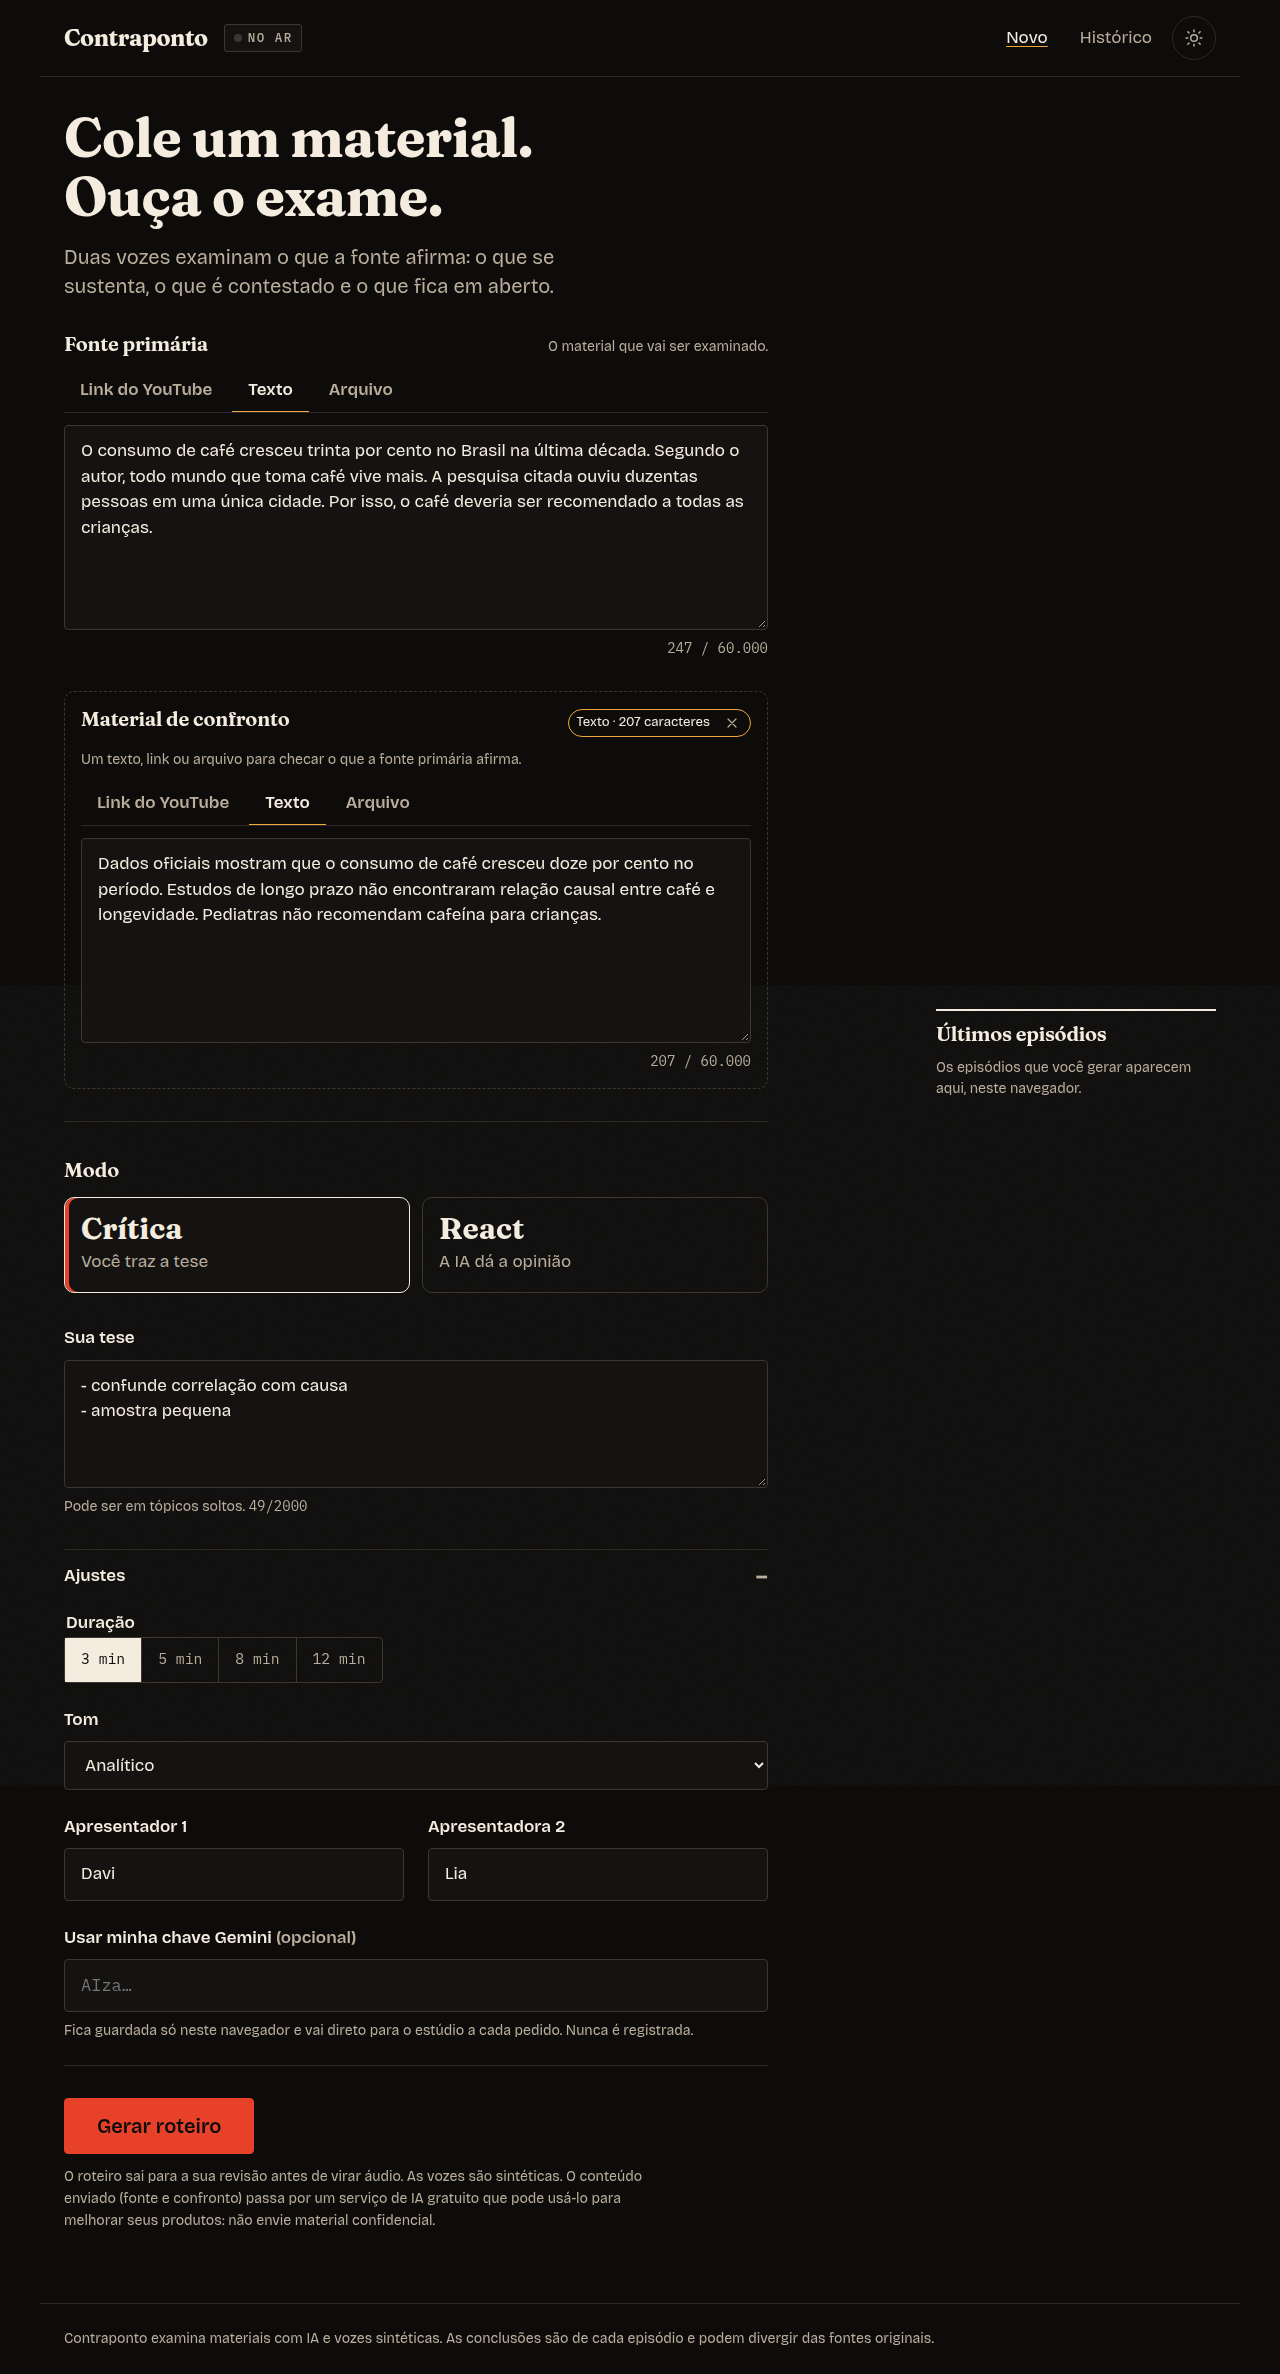 Contraponto
NO AR
Novo
Histórico
Cole um material.
Ouça o exame.
Duas vozes examinam o que a fonte afirma: o que se
sustenta, o que é contestado e o que fica em aberto.
Fonte primária
O material que vai ser examinado.
Link do YouTube
Texto
Arquivo
O consumo de café cresceu trinta por cento no Brasil na última década. Segundo o
autor, todo mundo que toma café vive mais. A pesquisa citada ouviu duzentas
pessoas em uma única cidade. Por isso, o café deveria ser recomendado a todas as
crianças.
247 / 60.000
Material de confronto
Texto · 207 caracteres
Um texto, link ou arquivo para checar o que a fonte primária afirma.
Link do YouTube
Texto
Arquivo
Dados oficiais mostram que o consumo de café cresceu doze por cento no
período. Estudos de longo prazo não encontraram relação causal entre café e
longevidade. Pediatras não recomendam cafeína para crianças.
207 / 60.000
Últimos episódios
Os episódios que você gerar aparecem
aqui, neste navegador.
Modo
Crítica
Você traz a tese
React
A IA dá a opinião
Sua tese
- confunde correlação com causa
- amostra pequena
Pode ser em tópicos soltos. 49/2000
Ajustes
Duração
3 min
5 min
8 min
12 min
Tom
Analítico
Apresentador 1
Apresentadora 2
Davi
Lia
Usar minha chave Gemini (opcional)
AIza…
Fica guardada só neste navegador e vai direto para o estúdio a cada pedido. Nunca é registrada.
Gerar roteiro
O roteiro sai para a sua revisão antes de virar áudio. As vozes são sintéticas. O conteúdo
enviado (fonte e confronto) passa por um serviço de IA gratuito que pode usá-lo para
melhorar seus produtos: não envie material confidencial.
Contraponto examina materiais com IA e vozes sintéticas. As conclusões são de cada episódio e podem divergir das fontes originais.